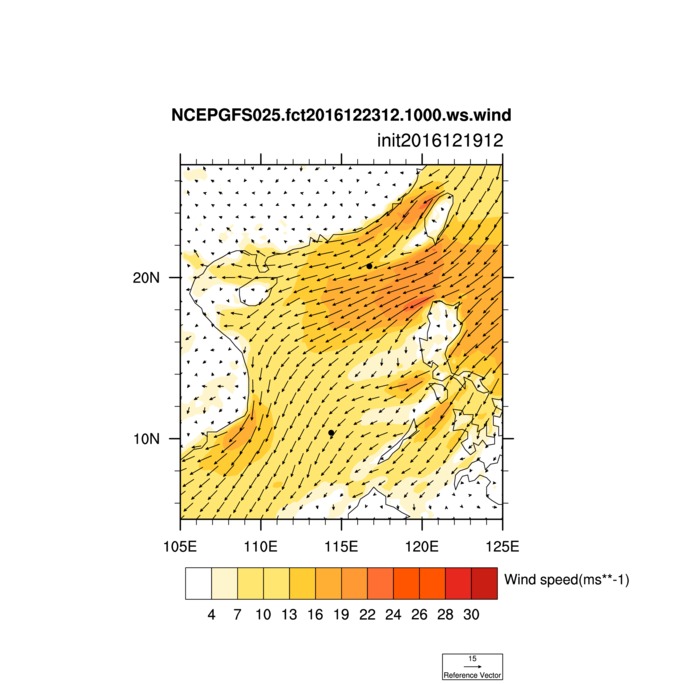 NCEPGFS025.fct2016122312.1000.ws.wind
init2016121912
20N
10N
105E 110E 115E 120E 125E
Wind speed(ms**-1)
4 7 10 13 16 19 22 24 26 28 30
15
Reference Vector